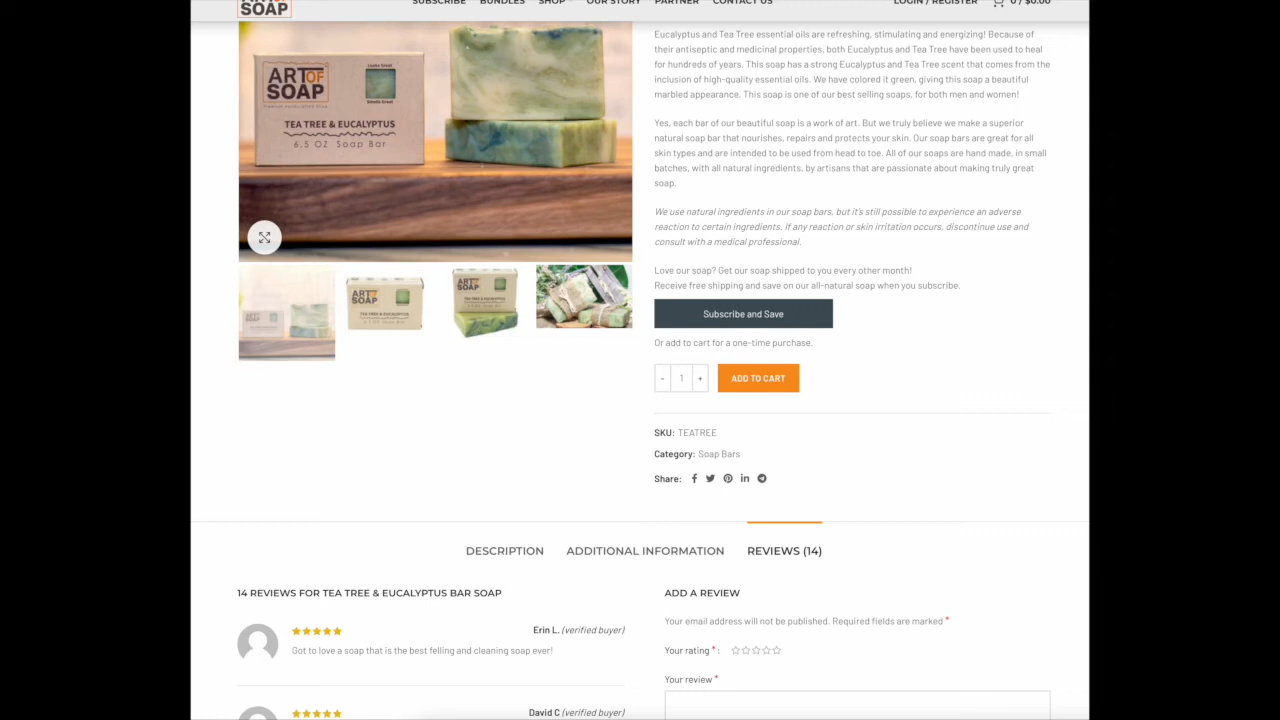 ART OF
SOAP
SUBSCRIBE BUNDLES SHOP OUR STORY PARTNER CONTACT US LOGIN / REGISTER 0 / $0.00
ART OF
SOAP
TEA TREE & EUCALYPTUS
6.5 OZ Soap Bar
ART OF
SOAP
TEA TREE & EUCALYPTUS
ART OF
SOAP
TEA TREE & EUCALYPTUS
Eucalyptus and Tea Tree essential oils are refreshing, stimulating and energizing! Because of
their antiseptic and medicinal properties, both Eucalyptus and Tea Tree have been used to heal
for hundreds of years. This soap has a strong Eucalyptus and Tea Tree scent that comes from the
inclusion of high-quality essential oils. We have colored it green, giving this soap a beautiful
marbled appearance. This soap is one of our best selling soaps, for both men and women!
Yes, each bar of our beautiful soap is a work of art. But we truly believe we make a superior
natural soap bar that nourishes, repairs and protects your skin. Our soap bars are great for all
skin types and are intended to be used from head to toe. All of our soaps are hand made, in small
batches, with all natural ingredients, by artisans that are passionate about making truly great
soap.
We use natural ingredients in our soap bars, but it's still possible to experience an adverse
reaction to certain ingredients. If any reaction or skin irritation occurs, discontinue use and
consult with a medical professional.
Love our soap? Get our soap shipped to you every other month!
Receive free shipping and save on our all-natural soap when you subscribe.
Subscribe and Save
Or add to cart for a one-time purchase.
- 1 + ADD TO CART
SKU: TEATREE
Category: Soap Bars
Share:
DESCRIPTION ADDITIONAL INFORMATION REVIEWS (14)
14 REVIEWS FOR TEA TREE & EUCALYPTUS BAR SOAP
Erin L. (verified buyer)
Got to love a soap that is the best felling and cleaning soap ever!
David C (verified buyer)
ADD A REVIEW
Your email address will not be published. Required fields are marked *
Your rating * :
Your review *